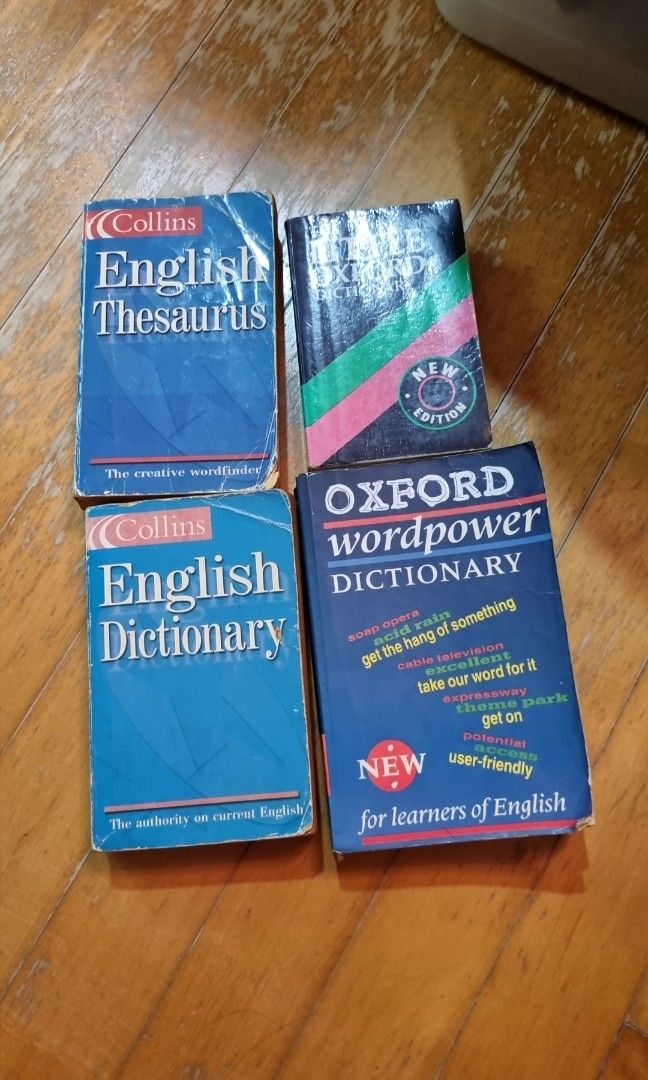 Collins
English
Thesaurus
The creative wordfinder
OXFORD
NEW
EDITION
Collins
English
Dictionary
The authority on current English
OXFORD
wordpower
DICTIONARY
soap opera
acid rain
get the hang of something
cable television
excellent
take our word for it
expressway
theme park
get on
potential
access
user-friendly
NEW
for learners of English